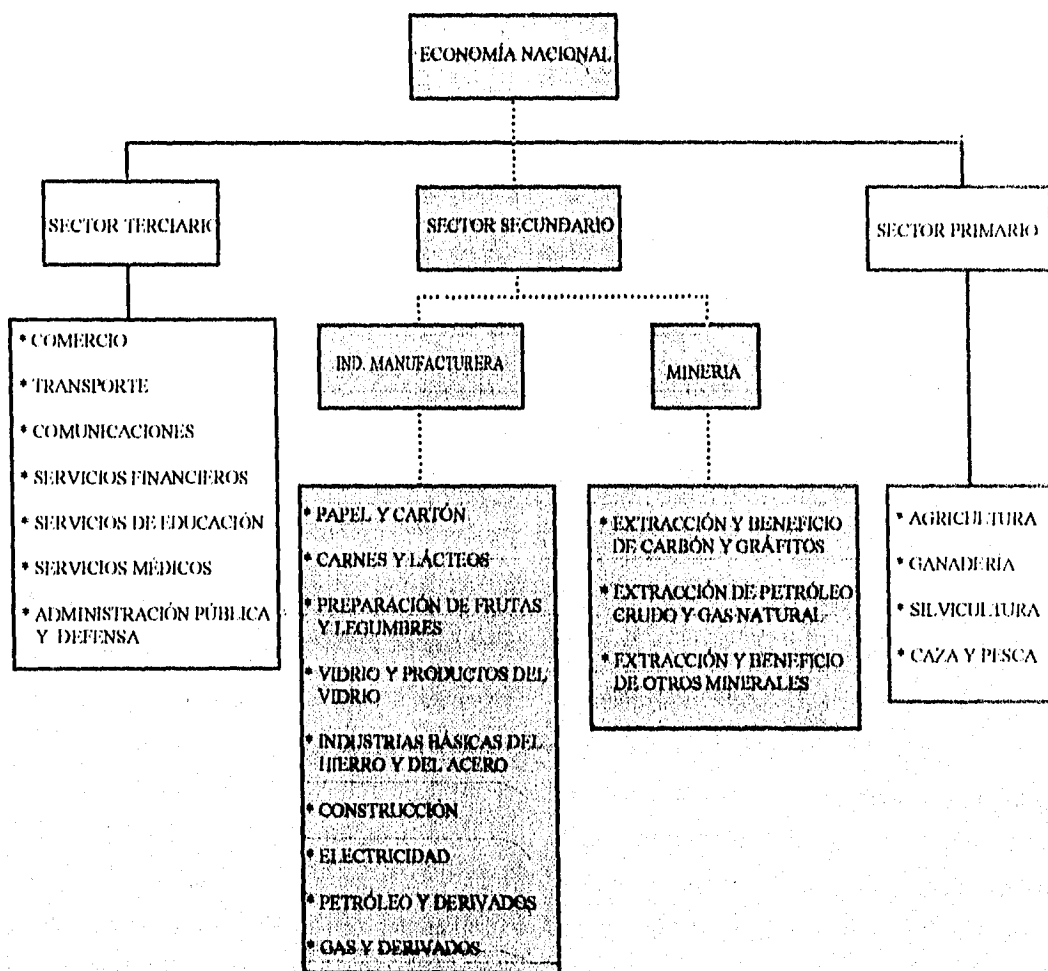 ECONOMÍA NACIONAL
SECTOR TERCIARIO
SECTOR SECUNDARIO
SECTOR PRIMARIO
* COMERCIO
* TRANSPORTE
* COMUNICACIONES
* SERVICIOS FINANCIEROS
* SERVICIOS DE EDUCACIÓN
* SERVICIOS MÉDICOS
* ADMINISTRACIÓN PÚBLICA
Y DEFENSA
IND. MANUFACTURERA
MINERIA
* PAPEL Y CARTÓN
* CARNES Y LÁCTEOS
* PREPARACIÓN DE FRUTAS
Y LEGUMBRES
* VIDRIO Y PRODUCTOS DEL
VIDRIO
* INDUSTRIAS BÁSICAS DEL
HIERRO Y DEL ACERO
* CONSTRUCCIÓN
* ELECTRICIDAD
* PETRÓLEO Y DERIVADOS
* GAS Y DERIVADOS
* EXTRACCIÓN Y BENEFICIO
DE CARBÓN Y GRÁFITOS
* EXTRACCIÓN DE PETRÓLEO
CRUDO Y GAS NATURAL
* EXTRACCIÓN Y BENEFICIO
DE OTROS MINERALES
* AGRICULTURA
* GANADERÍA
* SILVICULTURA
* CAZA Y PESCA